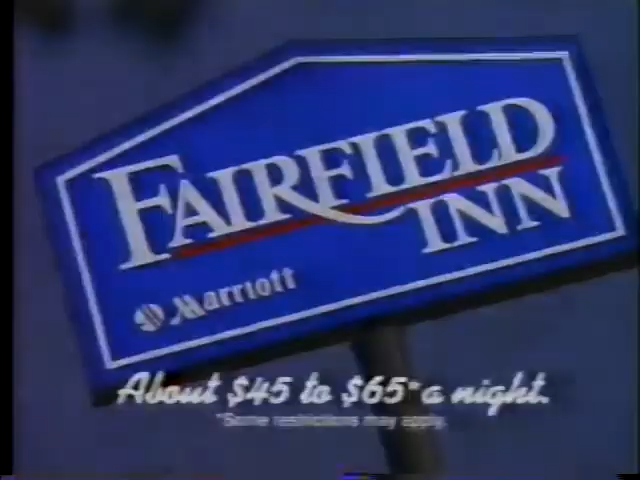 FAIRFIELD
INN
Marriott
About $45 to $65* a night.
*Some restrictions may apply.